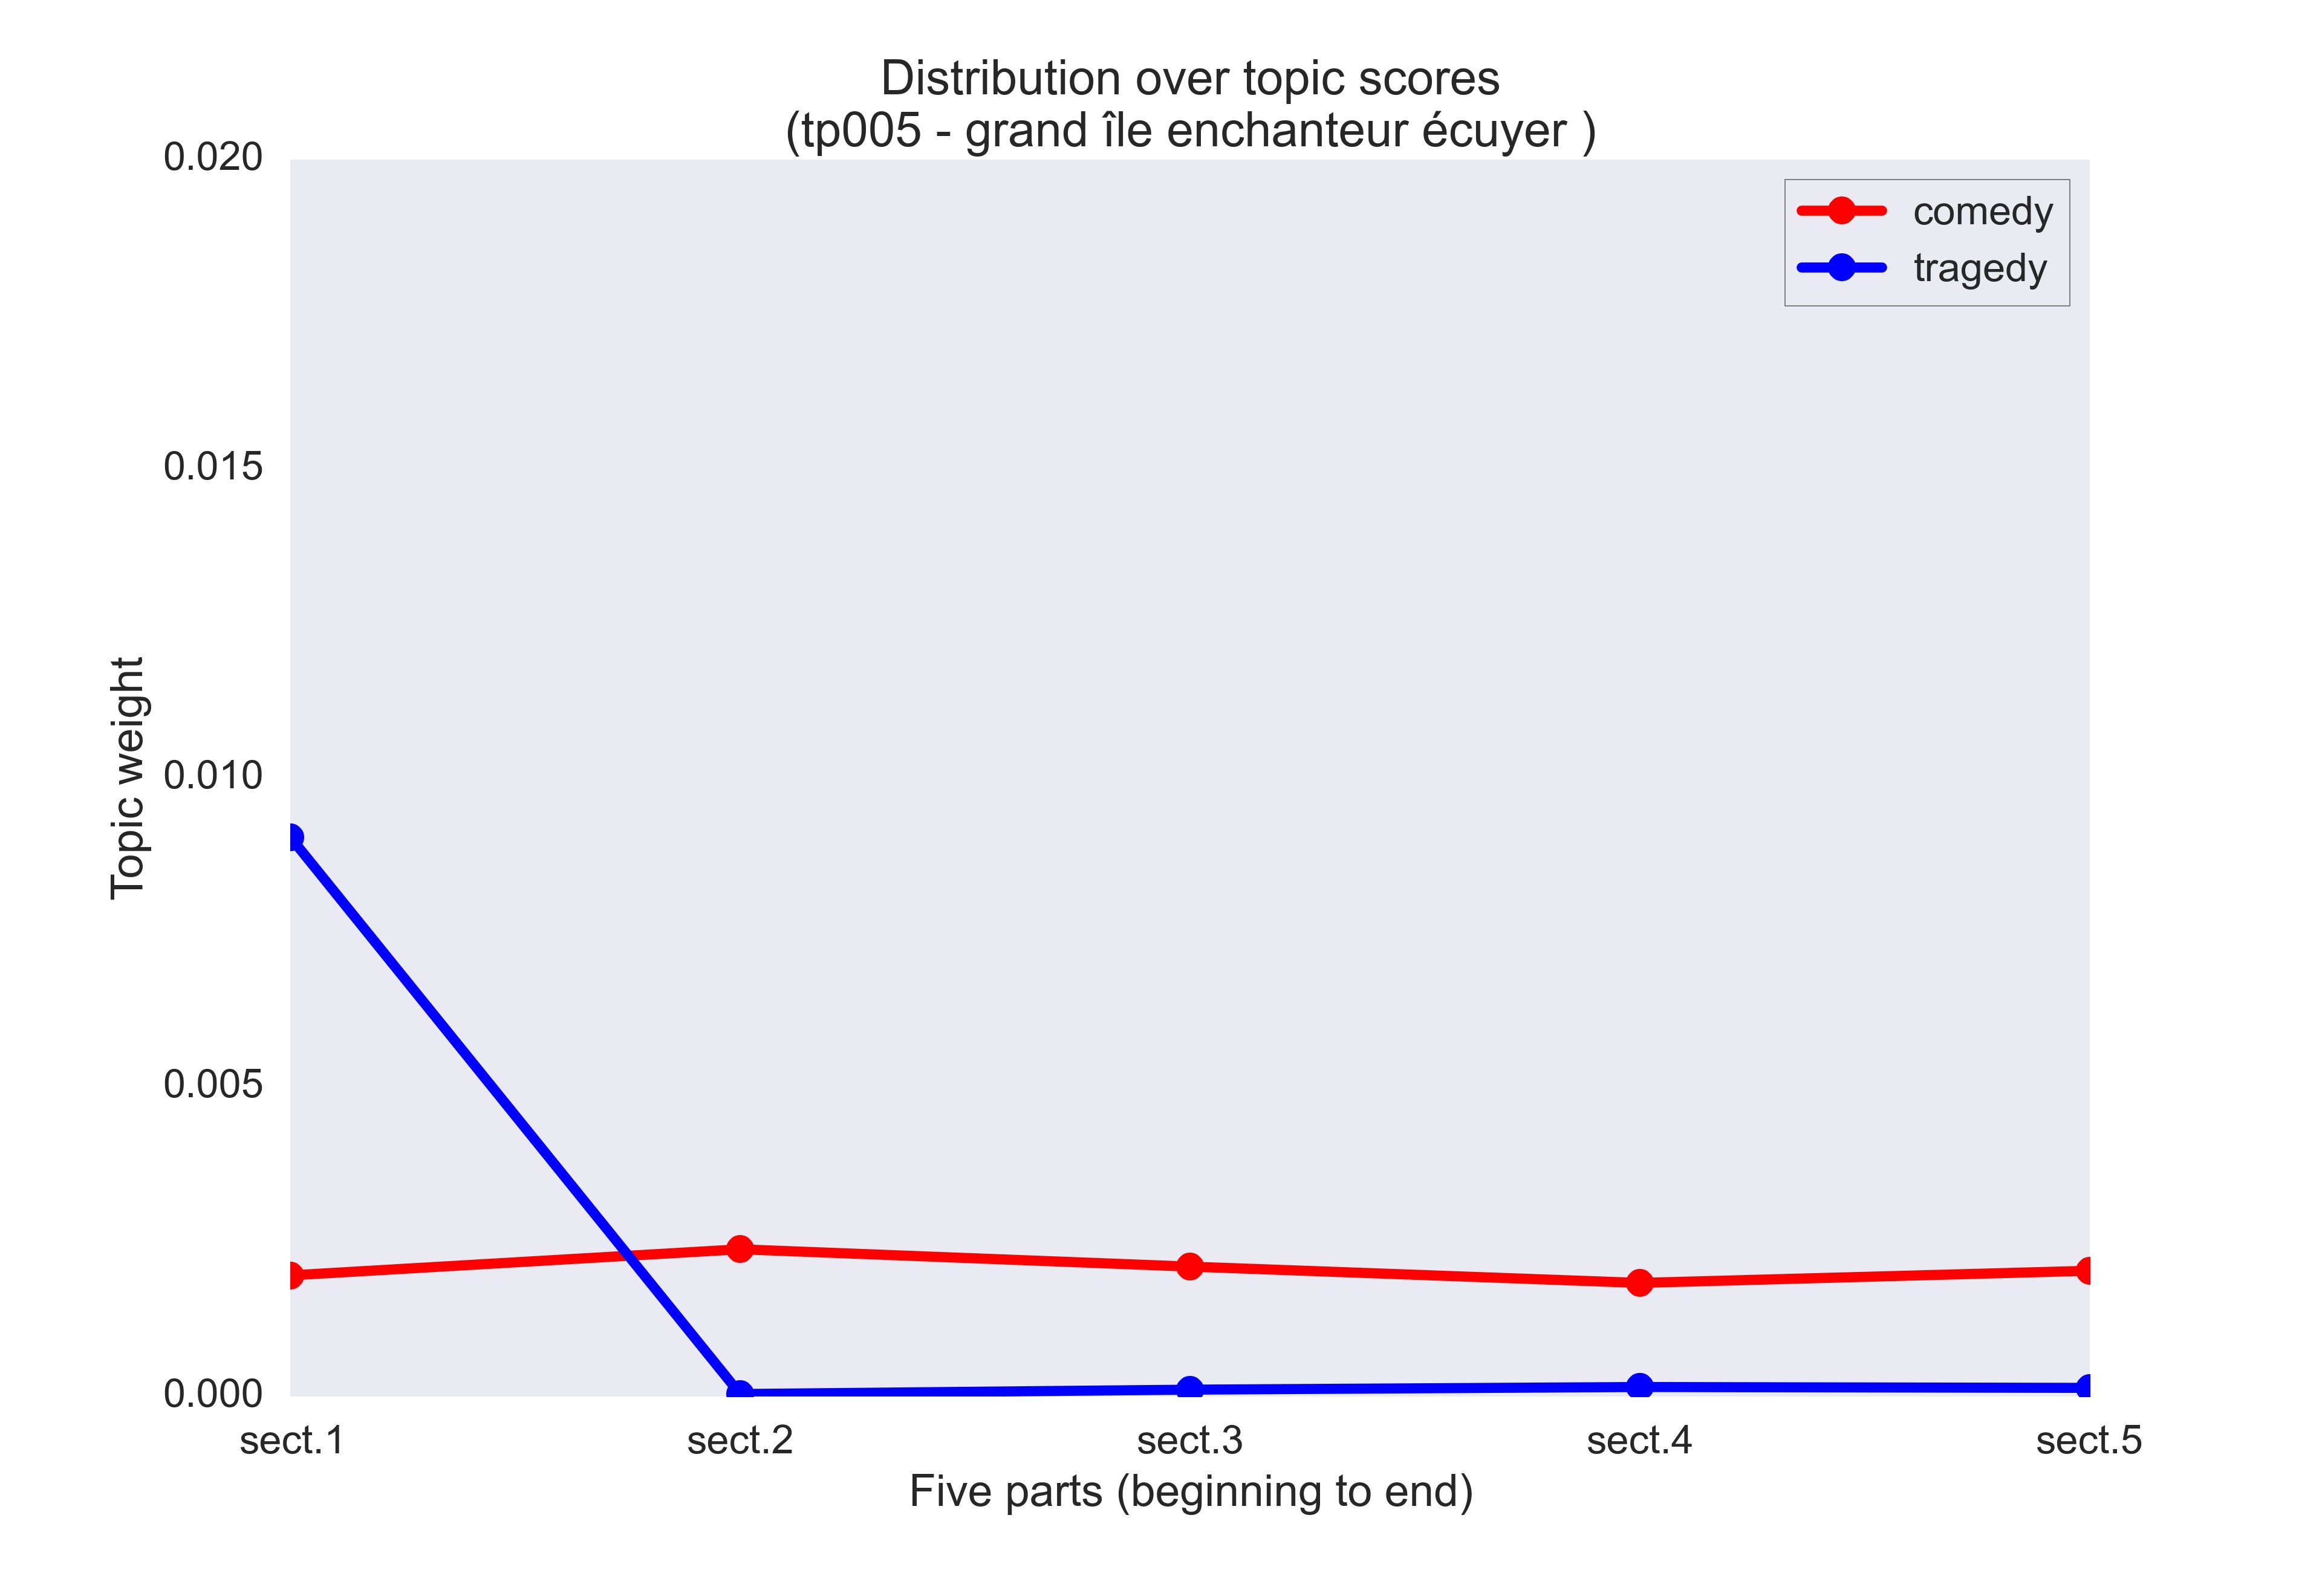 Distribution over topic scores
(tp005 - grand île enchanteur écuyer )
comedy
tragedy
Topic weight
0.020
0.015
0.010
0.005
0.000
sect.1
sect.2
sect.3
sect.4
sect.5
Five parts (beginning to end)